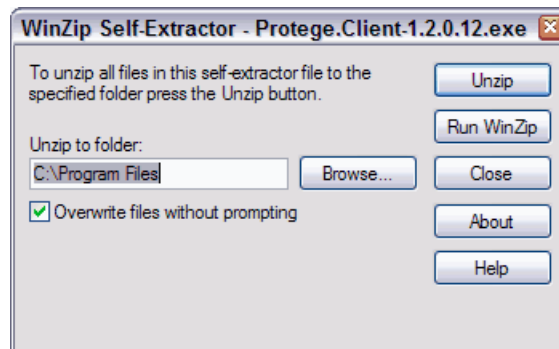 WinZip Self-Extractor - Protege.Client-1.2.0.12.exe
To unzip all files in this self-extractor file to the
specified folder press the Unzip button.
Unzip to folder:
C:\Program Files
Browse...
Overwrite files without prompting
Unzip
Run WinZip
Close
About
Help